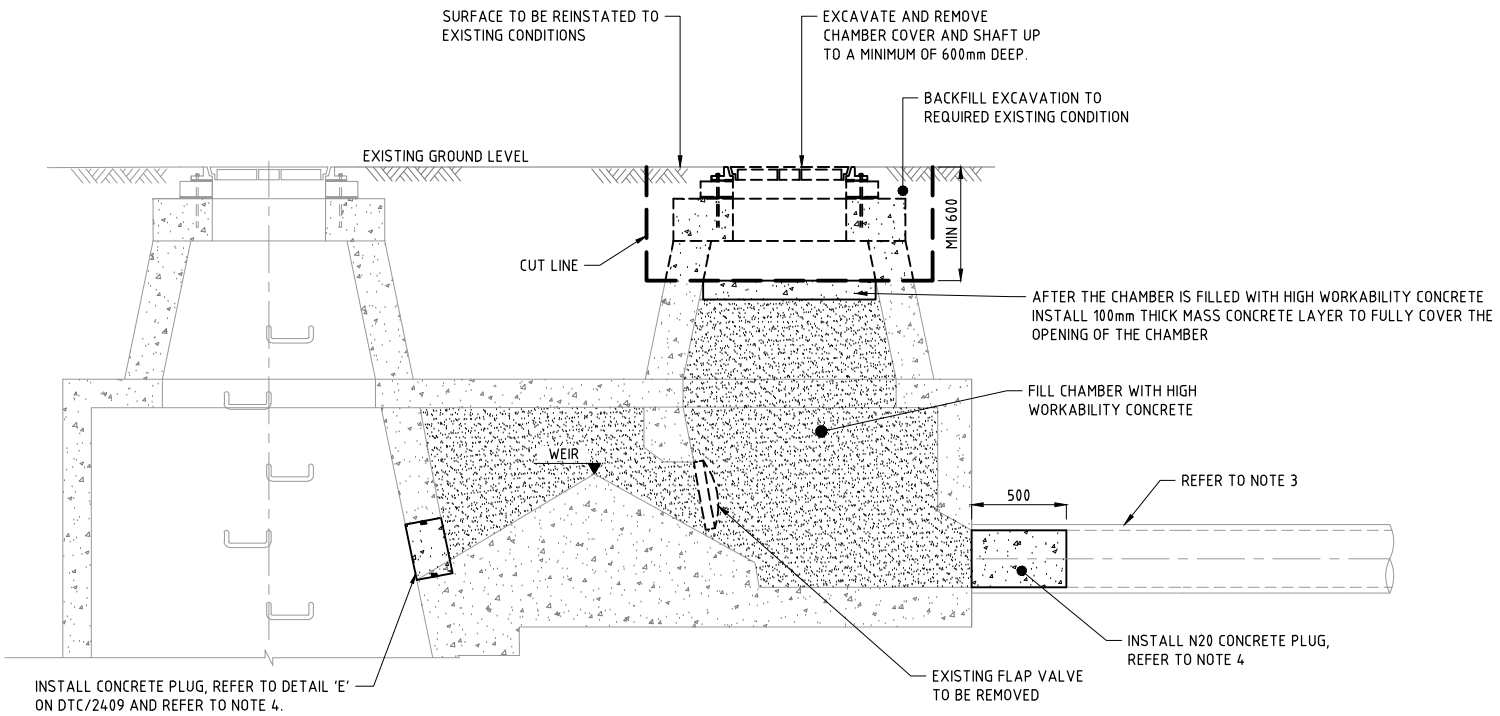 SURFACE TO BE REINSTATED TO
EXISTING CONDITIONS
EXCAVATE AND REMOVE
CHAMBER COVER AND SHAFT UP
TO A MINIMUM OF 600mm DEEP.
BACKFILL EXCAVATION TO
REQUIRED EXISTING CONDITION
EXISTING GROUND LEVEL
MIN 600
CUT LINE
AFTER THE CHAMBER IS FILLED WITH HIGH WORKABILITY CONCRETE
INSTALL 100mm THICK MASS CONCRETE LAYER TO FULLY COVER THE
OPENING OF THE CHAMBER
FILL CHAMBER WITH HIGH
WORKABILITY CONCRETE
WEIR
REFER TO NOTE 3
500
INSTALL N20 CONCRETE PLUG,
REFER TO NOTE 4
EXISTING FLAP VALVE
TO BE REMOVED
INSTALL CONCRETE PLUG, REFER TO DETAIL 'E'
ON DTC/2409 AND REFER TO NOTE 4.